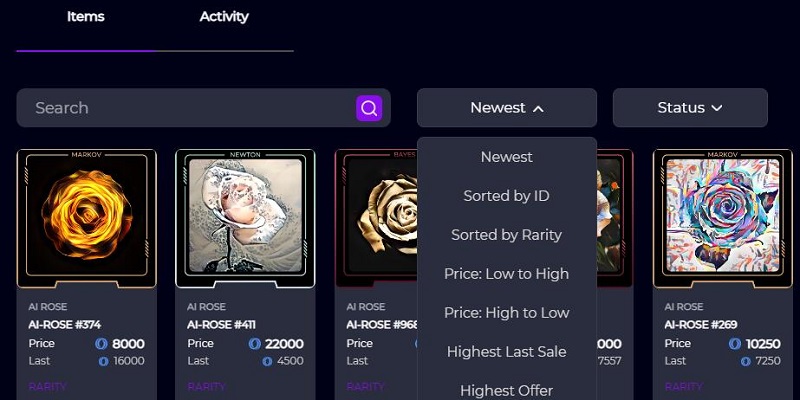 Items
Activity
Search
Newest
Status
Newest
Sorted by ID
Sorted by Rarity
Price: Low to High
Price: High to Low
Highest Last Sale
Highest Offer
MARKOV
AI ROSE
AI-ROSE #374
Price 8000
Last 16000
RARITY
NEWTON
AI ROSE
AI-ROSE #411
Price 22000
Last 4500
RARITY
BAYES
AI ROSE
AI-ROSE #968
Price
Last
RARITY
000
7557
MARKOV
AI ROSE
AI-ROSE #269
Price 10250
Last 7250
RARITY